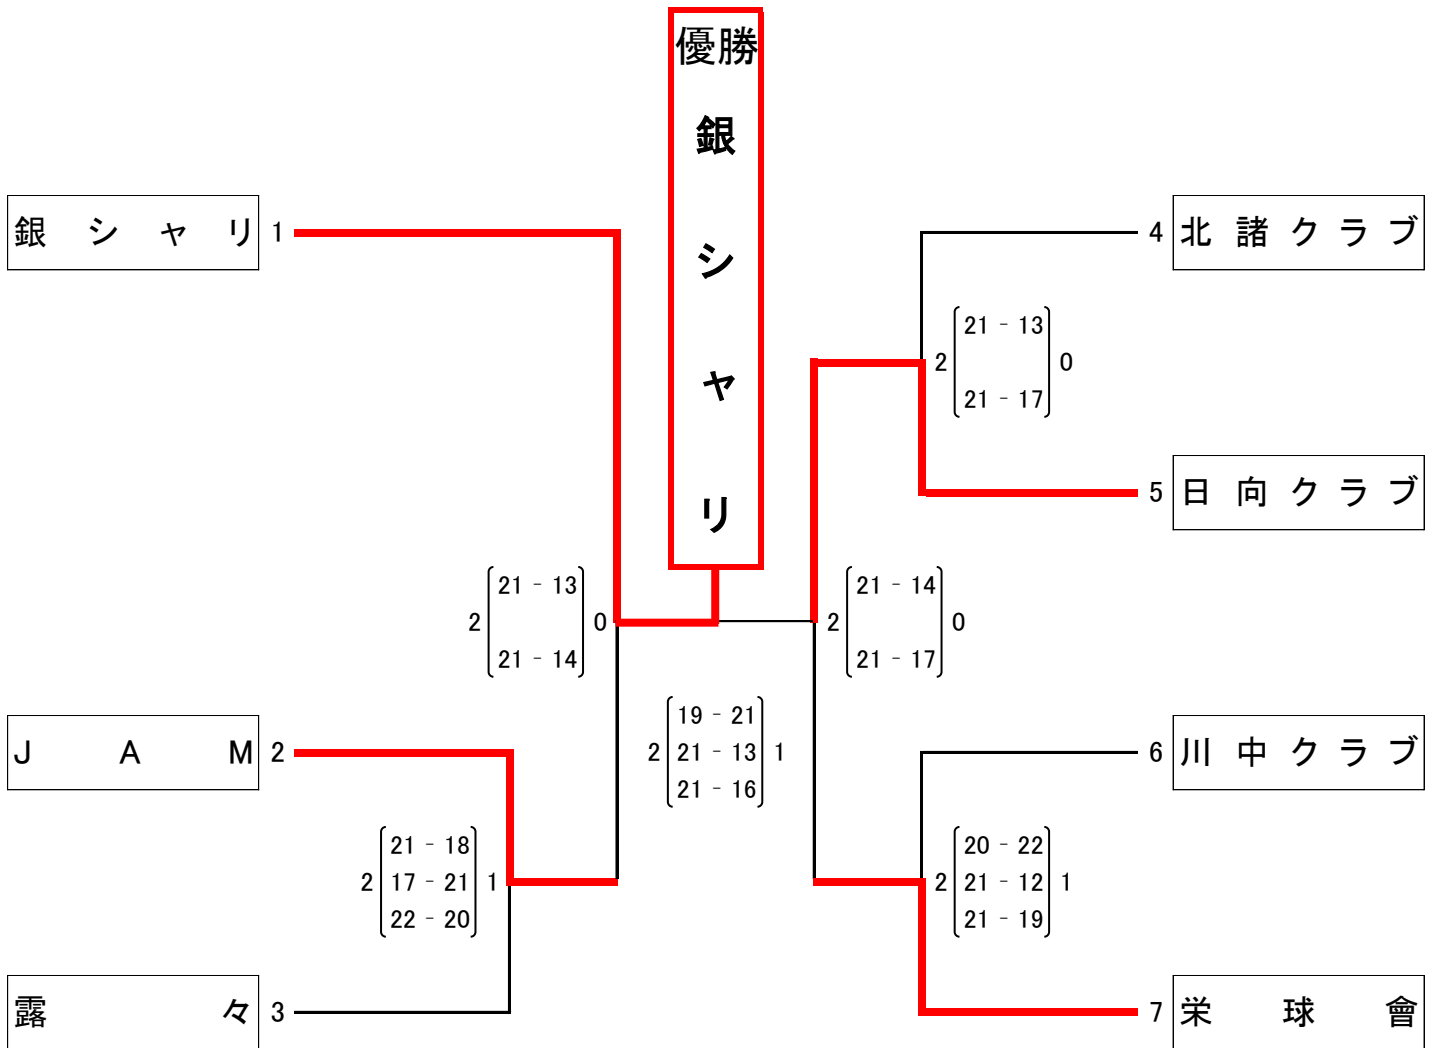 優勝
銀シャリ
銀シャリ 1
4 北諸クラブ
21 - 13
2 0
21 - 17
5 日向クラブ
21 - 13
2 0
21 - 14
21 - 14
2 0
21 - 17
19 - 21
2 21 - 13 1
21 - 16
JAM 2
6 川中クラブ
21 - 18
2 17 - 21 1
22 - 20
20 - 22
2 21 - 12 1
21 - 19
露々 3
7 栄球會